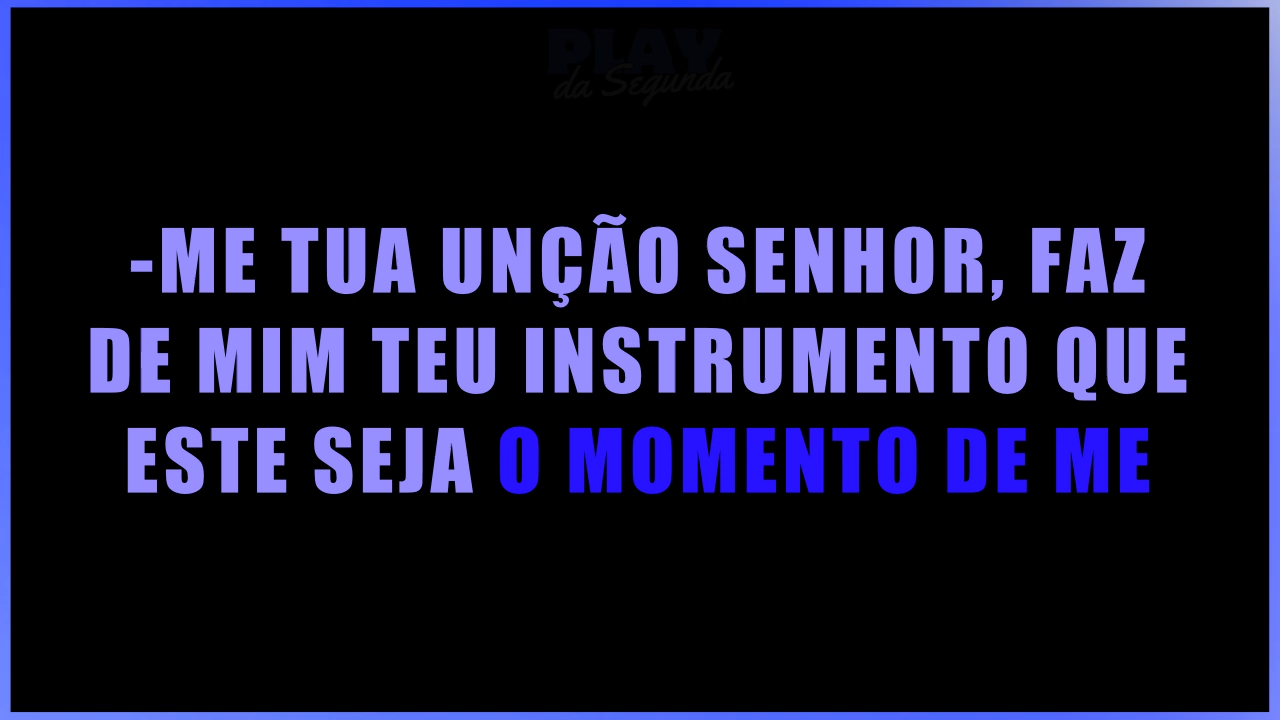 PLAY
da Segunda
-ME TUA UNÇÃO SENHOR, FAZ
DE MIM TEU INSTRUMENTO QUE
ESTE SEJA O MOMENTO DE ME